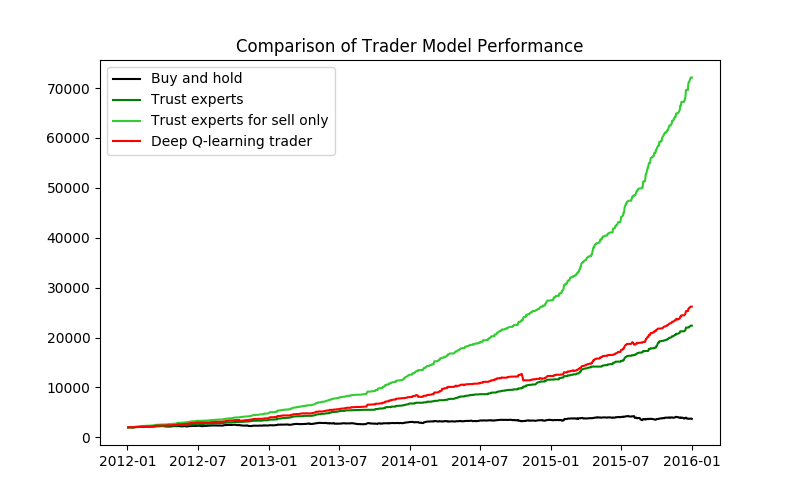 Comparison of Trader Model Performance
Buy and hold
Trust experts
Trust experts for sell only
Deep Q-learning trader
70000
60000
50000
40000
30000
20000
10000
0
2012-01 2012-07 2013-01 2013-07 2014-01 2014-07 2015-01 2015-07 2016-01